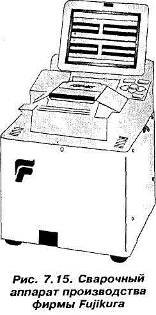 F
Рис. 7.15. Сварочный
аппарат производства
фирмы Fujikura